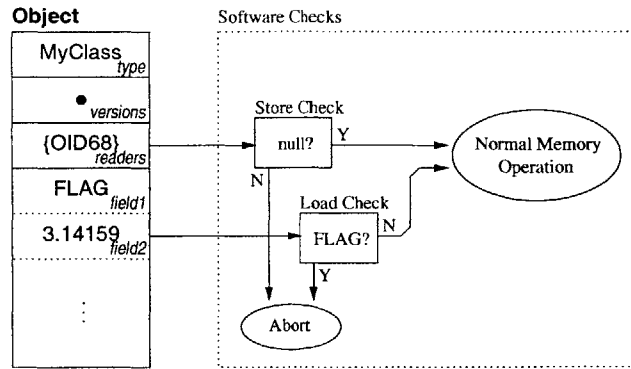 Object
Software Checks
MyClass
type
versions
{OID68}
readers
FLAG
field1
3.14159
field2
Store Check
null?
Y
N
Load Check
FLAG?
N
Y
Abort
Normal Memory
Operation